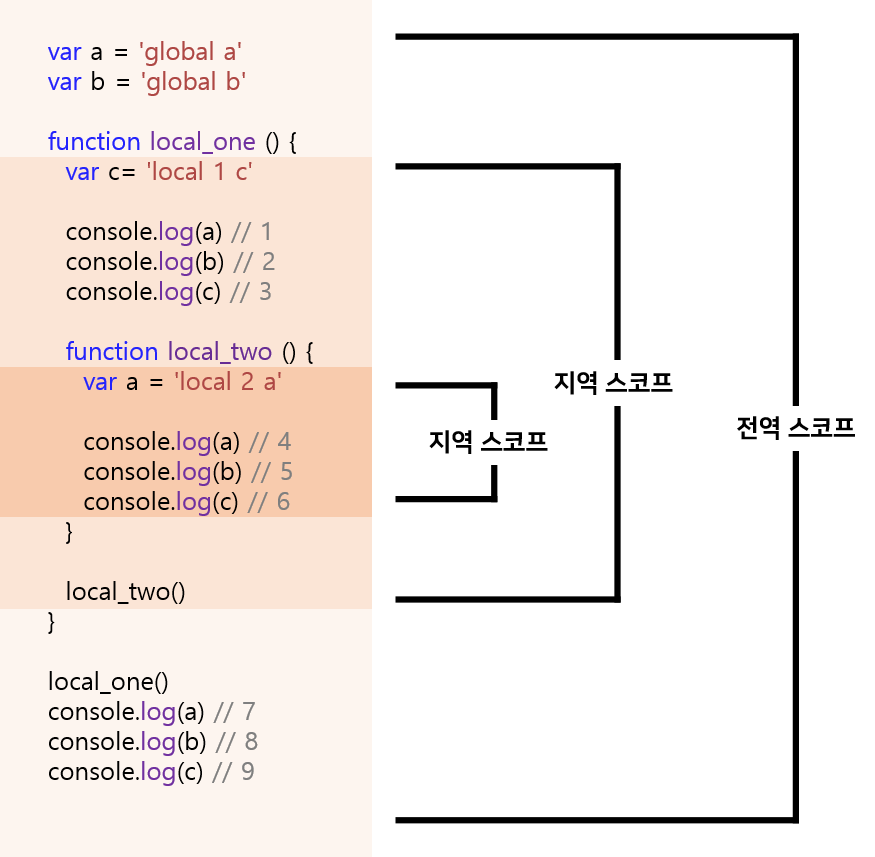 var a = 'global a'
var b = 'global b'
function local_one () {
var c= 'local 1 c'
console.log(a) // 1
console.log(b) // 2
console.log(c) // 3
function local_two () {
var a = 'local 2 a'
console.log(a) // 4
console.log(b) // 5
console.log(c) // 6
}
local_two()
}
local_one()
console.log(a) // 7
console.log(b) // 8
console.log(c) // 9
지역 스코프
지역 스코프
전역 스코프